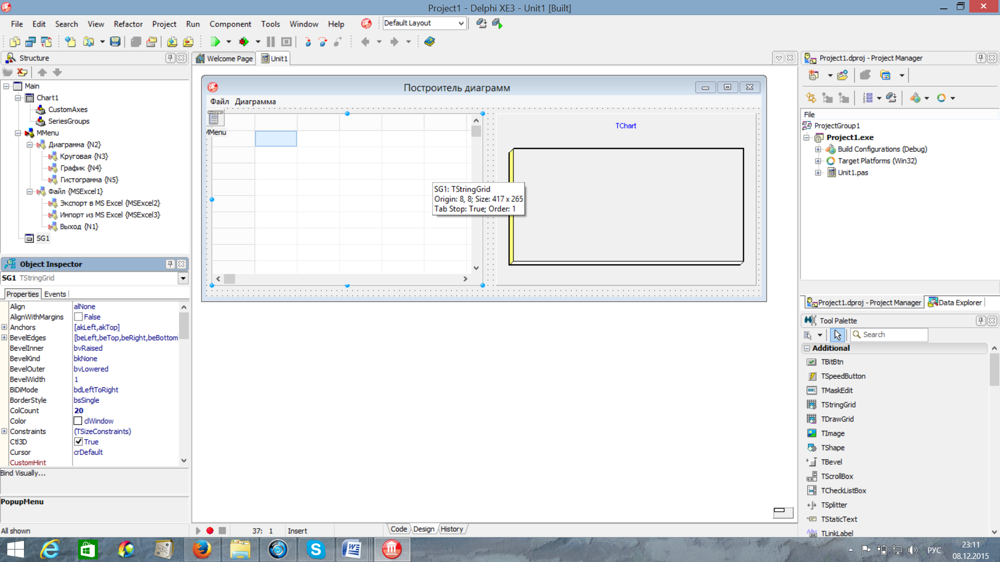 Project1 - Delphi XE3 - Unit1 [Built]
File Edit Search View Refactor Project Run Component Tools Window Help
Default Layout
Structure
Main
Chart1
CustomAxes
SeriesGroups
MMenu
Диаграмма {N2}
Круговая {N3}
График {N4}
Гистограмма {N5}
Файл {MSExcel1}
Экспорт в MS Excel {MSExcel2}
Импорт из MS Excel {MSExcel3}
Выход {N1}
SG1
Object Inspector
SG1 TStringGrid
Properties Events
Align alNone
AlignWithMargins False
Anchors [akLeft,akTop]
BevelEdges [beLeft,beTop,beRight,beBottom
BevelInner bvRaised
BevelKind bkNone
BevelOuter bvLowered
BevelWidth 1
BiDiMode bdLeftToRight
BorderStyle bsSingle
ColCount 20
Color clWindow
Constraints (TSizeConstraints)
Ctl3D True
Cursor crDefault
CustomHint
Bind Visually...
PopupMenu
All shown
Welcome Page Unit1
Построитель диаграмм
Файл Диаграмма
MMenu
TChart
SG1: TStringGrid
Origin: 8, 8; Size: 417 x 265
Tab Stop: True; Order: 1
37: 1 Insert
Code Design History
Project1.dproj - Project Manager
File
ProjectGroup1
Project1.exe
Build Configurations (Debug)
Target Platforms (Win32)
Unit1.pas
Project1.dproj - Project Manager Data Explorer
Tool Palette
Search
Additional
TBitBtn
TSpeedButton
TMaskEdit
TStringGrid
TDrawGrid
TImage
TShape
TBevel
TScrollBox
TCheckListBox
TSplitter
TStaticText
TLinkLabel
РУС
23:11
08.12.2015